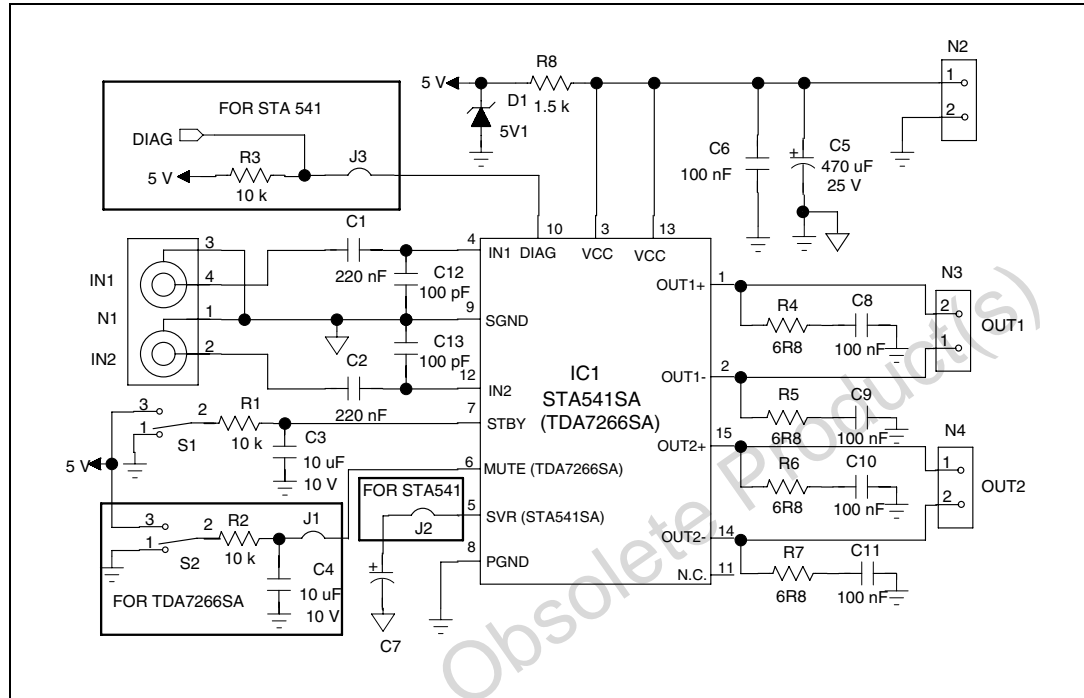 FOR STA 541
DIAG
5 V
R3
10 k
J3
5 V
R8
1.5 k
D1
5V1
C6
100 nF
C5
+
470 uF
25 V
N2
1
2
IN1
N1
IN2
3
4
1
2
C1
220 nF
C12
100 pF
C13
100 pF
C2
220 nF
4
9
12
7
6
5
8
10
3
13
IN1
DIAG
VCC
VCC
SGND
IN2
STBY
MUTE (TDA7266SA)
SVR (STA541SA)
PGND
IC1
STA541SA
(TDA7266SA)
OUT1+
OUT1-
OUT2+
OUT2-
N.C.
1
2
15
14
11
R4
6R8
C8
100 nF
R5
6R8
C9
100 nF
R6
6R8
C10
100 nF
R7
6R8
C11
100 nF
N3
2
1
OUT1
N4
1
2
OUT2
5 V
3
1
2
S1
R1
10 k
C3
10 uF
10 V
3
1
2
S2
R2
10 k
J1
C4
10 uF
10 V
FOR TDA7266SA
FOR STA541
J2
+
C7
Obsolete Product(s)